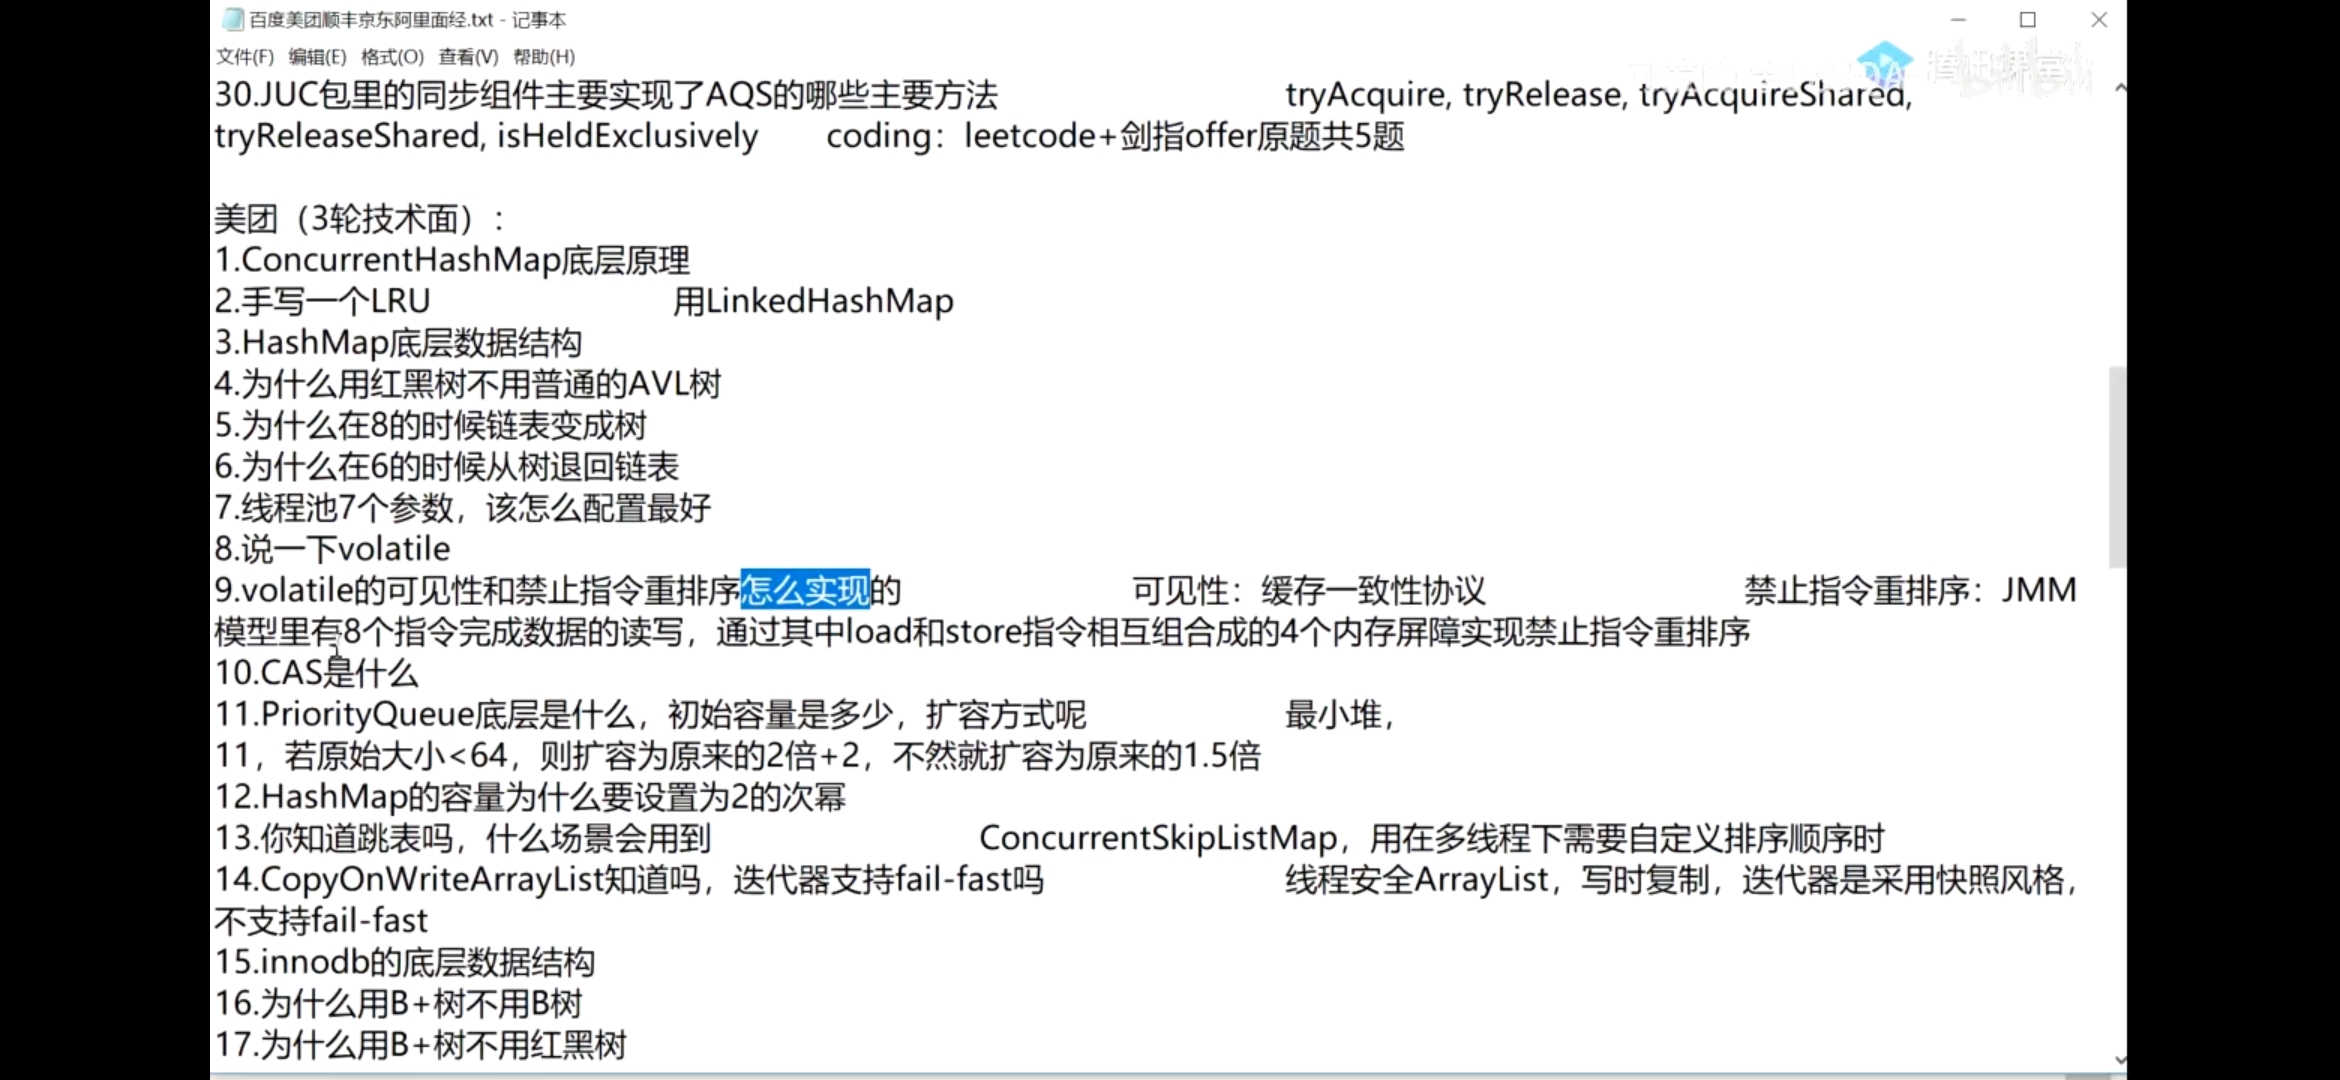 百度美团顺丰京东阿里面经.txt - 记事本
文件(F) 编辑(E) 格式(O) 查看(V) 帮助(H)
30.JUC包里的同步组件主要实现了AQS的哪些主要方法 tryAcquire, tryRelease, tryAcquireShared,
tryReleaseShared, isHeldExclusively coding：leetcode+剑指offer原题共5题
美团（3轮技术面）：
1.ConcurrentHashMap底层原理
2.手写一个LRU 用LinkedHashMap
3.HashMap底层数据结构
4.为什么用红黑树不用普通的AVL树
5.为什么在8的时候链表变成树
6.为什么在6的时候从树退回链表
7.线程池7个参数，该怎么配置最好
8.说一下volatile
9.volatile的可见性和禁止指令重排序怎么实现的 可见性：缓存一致性协议 禁止指令重排序：JMM
模型里有8个指令完成数据的读写，通过其中load和store指令相互组合成的4个内存屏障实现禁止指令重排序
10.CAS是什么
11.PriorityQueue底层是什么，初始容量是多少，扩容方式呢 最小堆，
11，若原始大小<64，则扩容为原来的2倍+2，不然就扩容为原来的1.5倍
12.HashMap的容量为什么要设置为2的次幂
13.你知道跳表吗，什么场景会用到 ConcurrentSkipListMap，用在多线程下需要自定义排序顺序时
14.CopyOnWriteArrayList知道吗，迭代器支持fail-fast吗 线程安全ArrayList，写时复制，迭代器是采用快照风格，
不支持fail-fast
15.innodb的底层数据结构
16.为什么用B+树不用B树
17.为什么用B+树不用红黑树